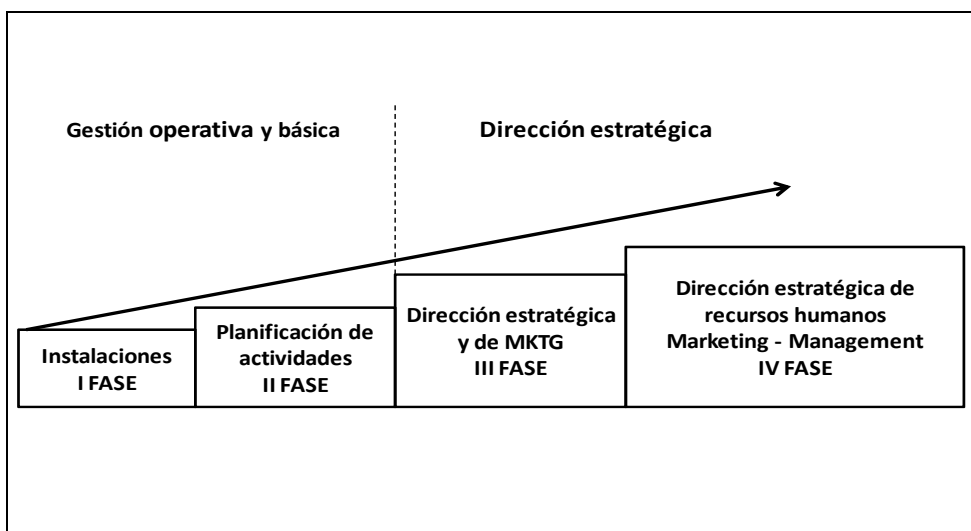 Gestión operativa y básica
Dirección estratégica
Instalaciones
I FASE
Planificación de
actividades
II FASE
Dirección estratégica
y de MKTG
III FASE
Dirección estratégica de
recursos humanos
Marketing - Management
IV FASE